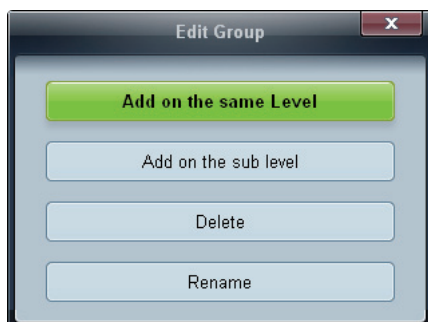 Edit Group
x
Add on the same Level
Add on the sub level
Delete
Rename